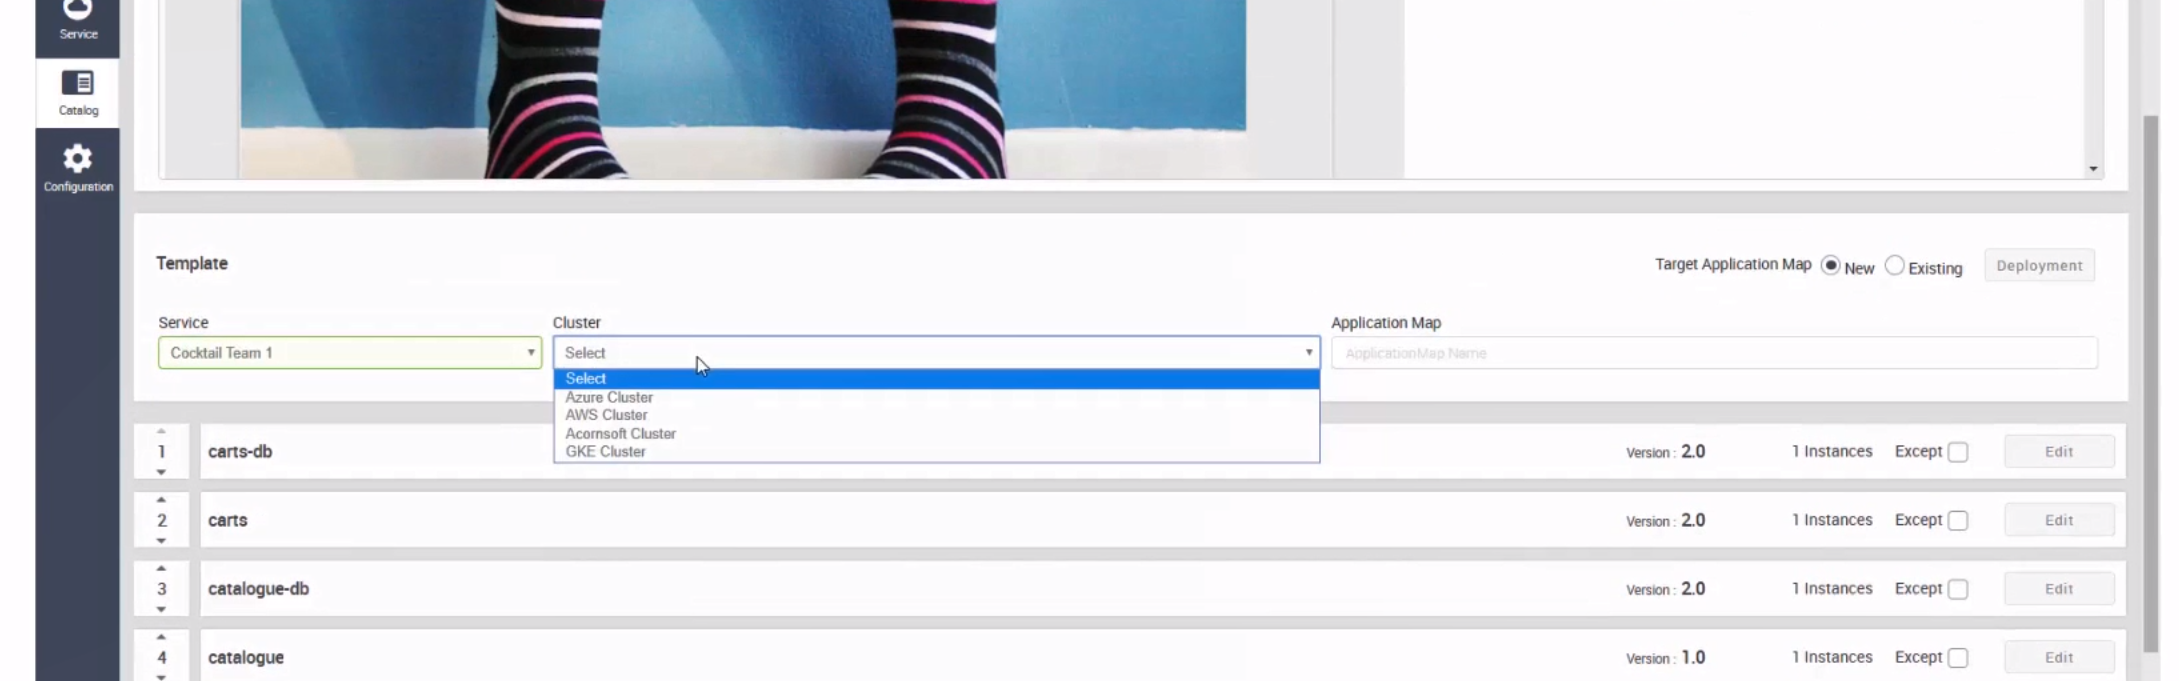 Service
Catalog
Configuration
Template
Target Application Map New Existing Deployment
Service Cluster Application Map
Cocktail Team 1 Select ApplicationMap Name
Select
Azure Cluster
AWS Cluster
Acornsoft Cluster
GKE Cluster
1 carts-db Version : 2.0 1 Instances Except Edit
2 carts Version : 2.0 1 Instances Except Edit
3 catalogue-db Version : 2.0 1 Instances Except Edit
4 catalogue Version : 1.0 1 Instances Except Edit